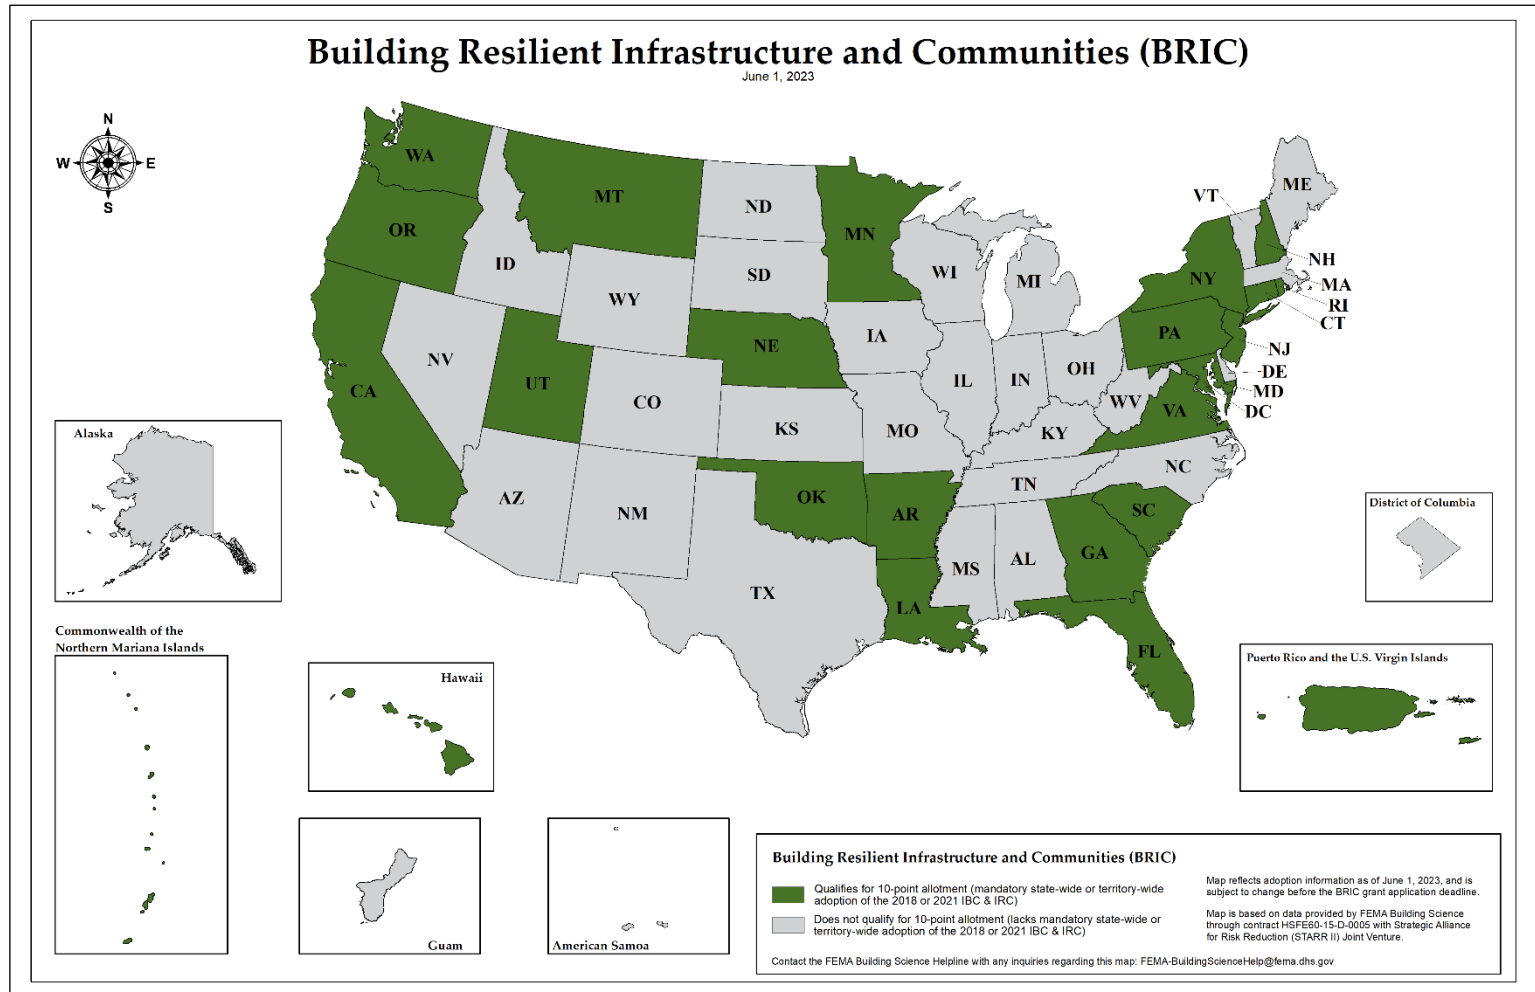 Building Resilient Infrastructure and Communities (BRIC)
June 1, 2023
N
W E
S
WA
MT
ND
MN
VT
ME
OR
ID
SD
WI
MI
NY
NH
MA
RI
CT
WY
NV
UT
NE
IA
PA
NJ
DE
MD
DC
CA
CO
KS
MO
IL
IN
OH
WV
VA
KY
Alaska
AZ
NM
OK
AR
TN
NC
SC
District of Columbia
TX
LA
MS
AL
GA
FL
Commonwealth of the
Northern Mariana Islands
Hawaii
Puerto Rico and the U.S. Virgin Islands
Guam
American Samoa
Building Resilient Infrastructure and Communities (BRIC)
Qualifies for 10-point allotment (mandatory state-wide or territory-wide
adoption of the 2018 or 2021 IBC & IRC)
Does not qualify for 10-point allotment (lacks mandatory state-wide or
territory-wide adoption of the 2018 or 2021 IBC & IRC)
Map reflects adoption information as of June 1, 2023, and is
subject to change before the BRIC grant application deadline.
Map is based on data provided by FEMA Building Science
through contract HSFE60-15-D-0005 with Strategic Alliance
for Risk Reduction (STARR II) Joint Venture.
Contact the FEMA Building Science Helpline with any inquiries regarding this map: FEMA-BuildingScienceHelp@fema.dhs.gov